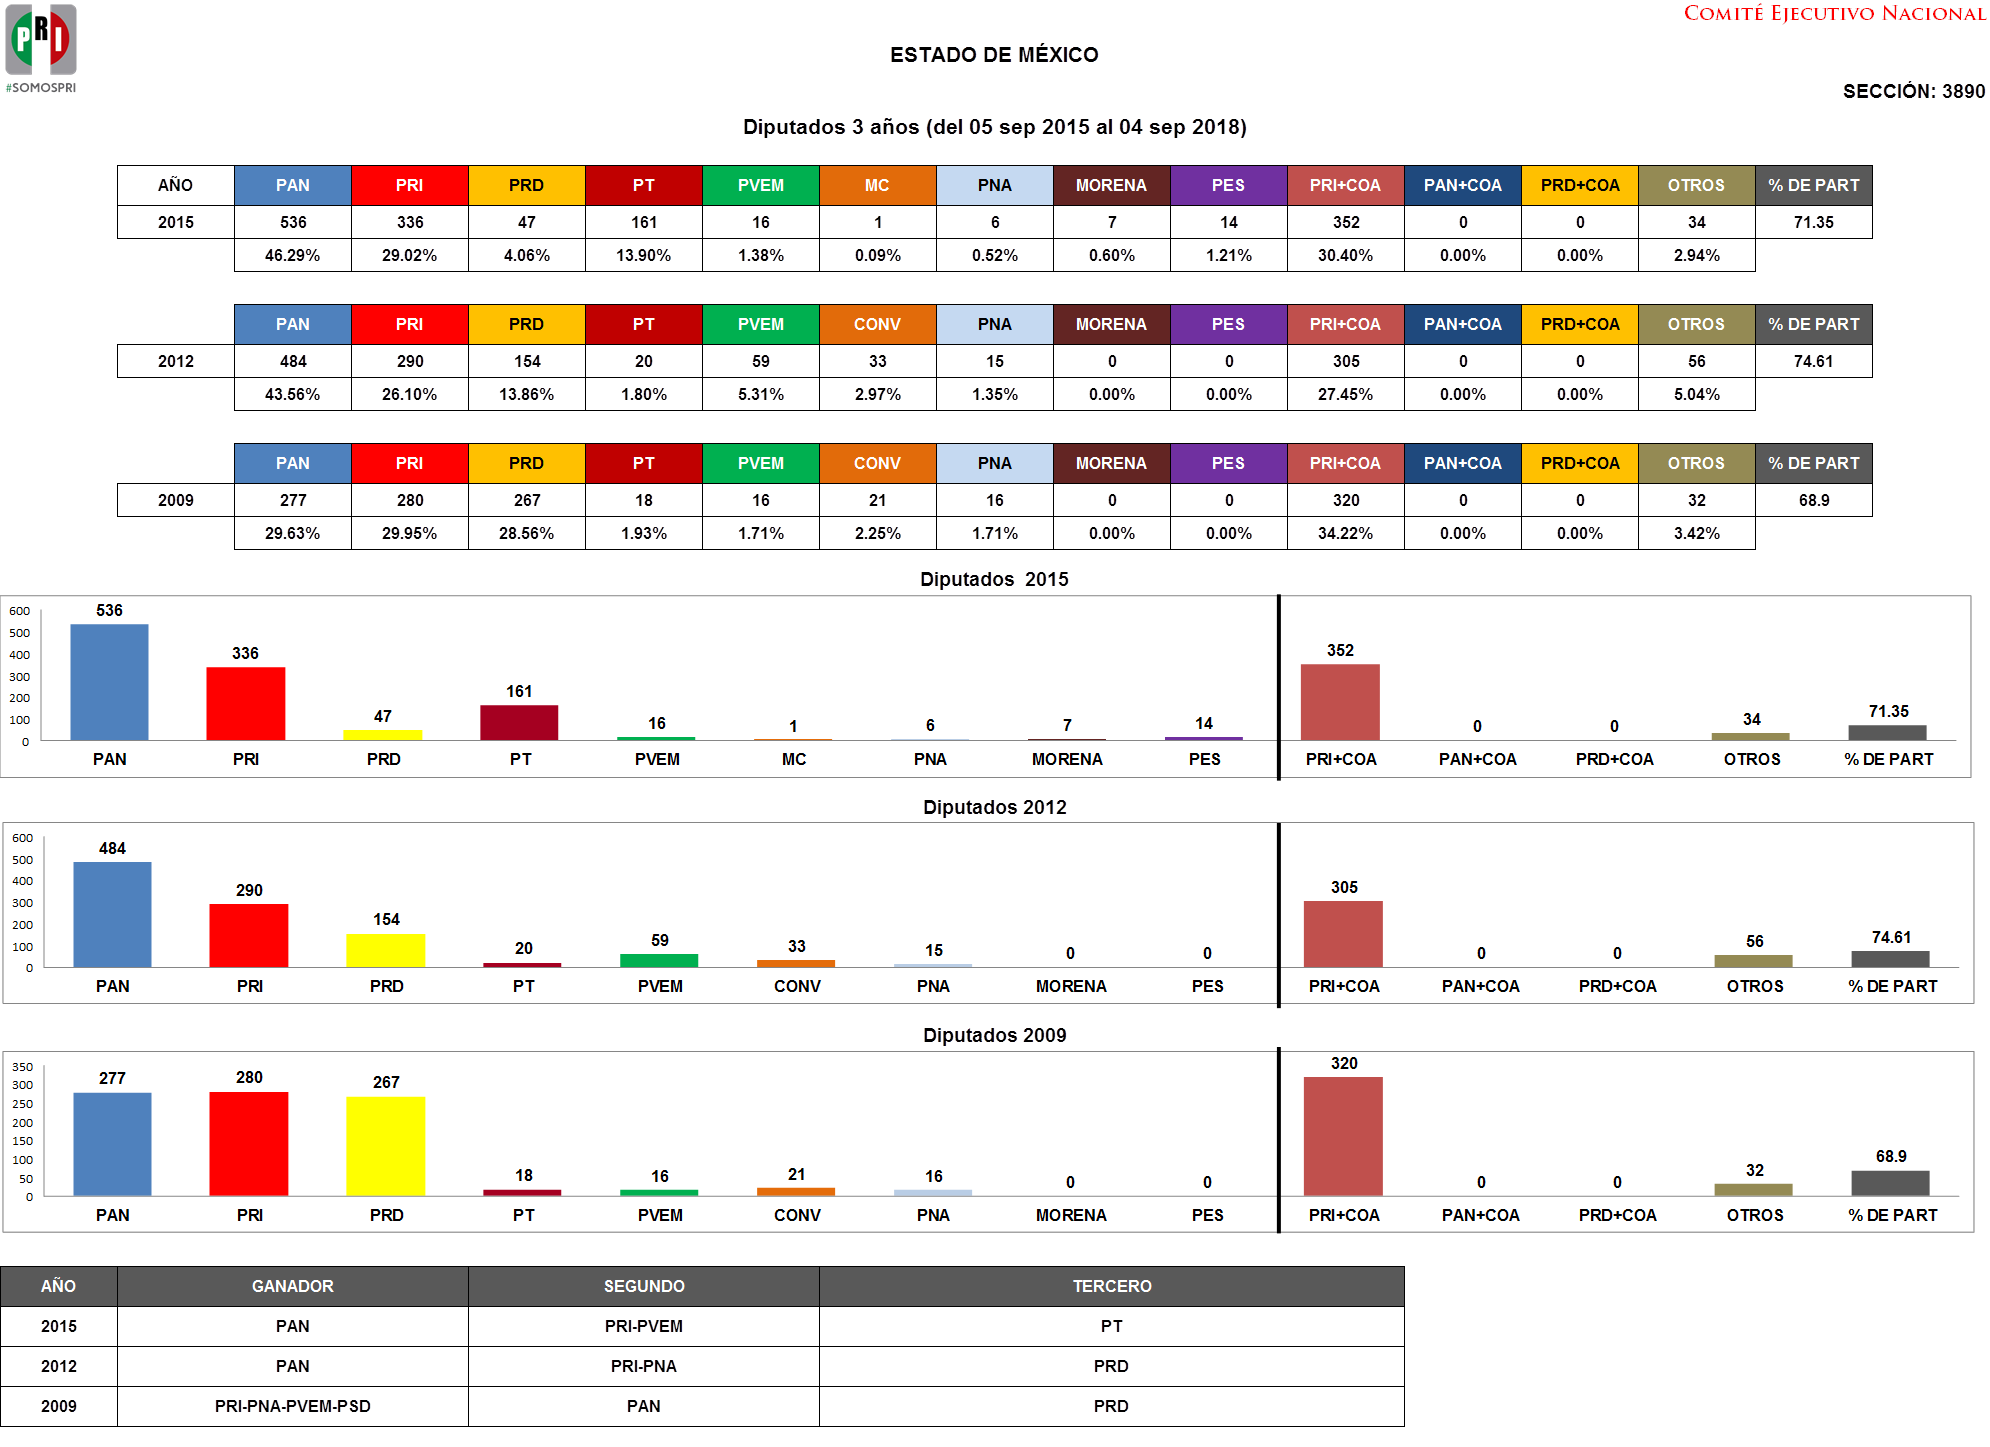 PRI
#SOMOSPRI
COMITÉ EJECUTIVO NACIONAL
ESTADO DE MÉXICO
SECCIÓN: 3890
Diputados 3 años (del 05 sep 2015 al 04 sep 2018)
AÑO PAN PRI PRD PT PVEM MC PNA MORENA PES PRI+COA PAN+COA PRD+COA OTROS % DE PART
2015 536 336 47 161 16 1 6 7 14 352 0 0 34 71.35
46.29% 29.02% 4.06% 13.90% 1.38% 0.09% 0.52% 0.60% 1.21% 30.40% 0.00% 0.00% 2.94%
PAN PRI PRD PT PVEM CONV PNA MORENA PES PRI+COA PAN+COA PRD+COA OTROS % DE PART
2012 484 290 154 20 59 33 15 0 0 305 0 0 56 74.61
43.56% 26.10% 13.86% 1.80% 5.31% 2.97% 1.35% 0.00% 0.00% 27.45% 0.00% 0.00% 5.04%
PAN PRI PRD PT PVEM CONV PNA MORENA PES PRI+COA PAN+COA PRD+COA OTROS % DE PART
2009 277 280 267 18 16 21 16 0 0 320 0 0 32 68.9
29.63% 29.95% 28.56% 1.93% 1.71% 2.25% 1.71% 0.00% 0.00% 34.22% 0.00% 0.00% 3.42%
Diputados 2015
600
500
400
300
200
100
0
536 336 47 161 16 1 6 7 14 352 0 0 34 71.35
PAN PRI PRD PT PVEM MC PNA MORENA PES PRI+COA PAN+COA PRD+COA OTROS % DE PART
Diputados 2012
600
500
400
300
200
100
0
484 290 154 20 59 33 15 0 0 305 0 0 56 74.61
PAN PRI PRD PT PVEM CONV PNA MORENA PES PRI+COA PAN+COA PRD+COA OTROS % DE PART
Diputados 2009
350
300
250
200
150
100
50
0
277 280 267 18 16 21 16 0 0 320 0 0 32 68.9
PAN PRI PRD PT PVEM CONV PNA MORENA PES PRI+COA PAN+COA PRD+COA OTROS % DE PART
AÑO GANADOR SEGUNDO TERCERO
2015 PAN PRI-PVEM PT
2012 PAN PRI-PNA PRD
2009 PRI-PNA-PVEM-PSD PAN PRD